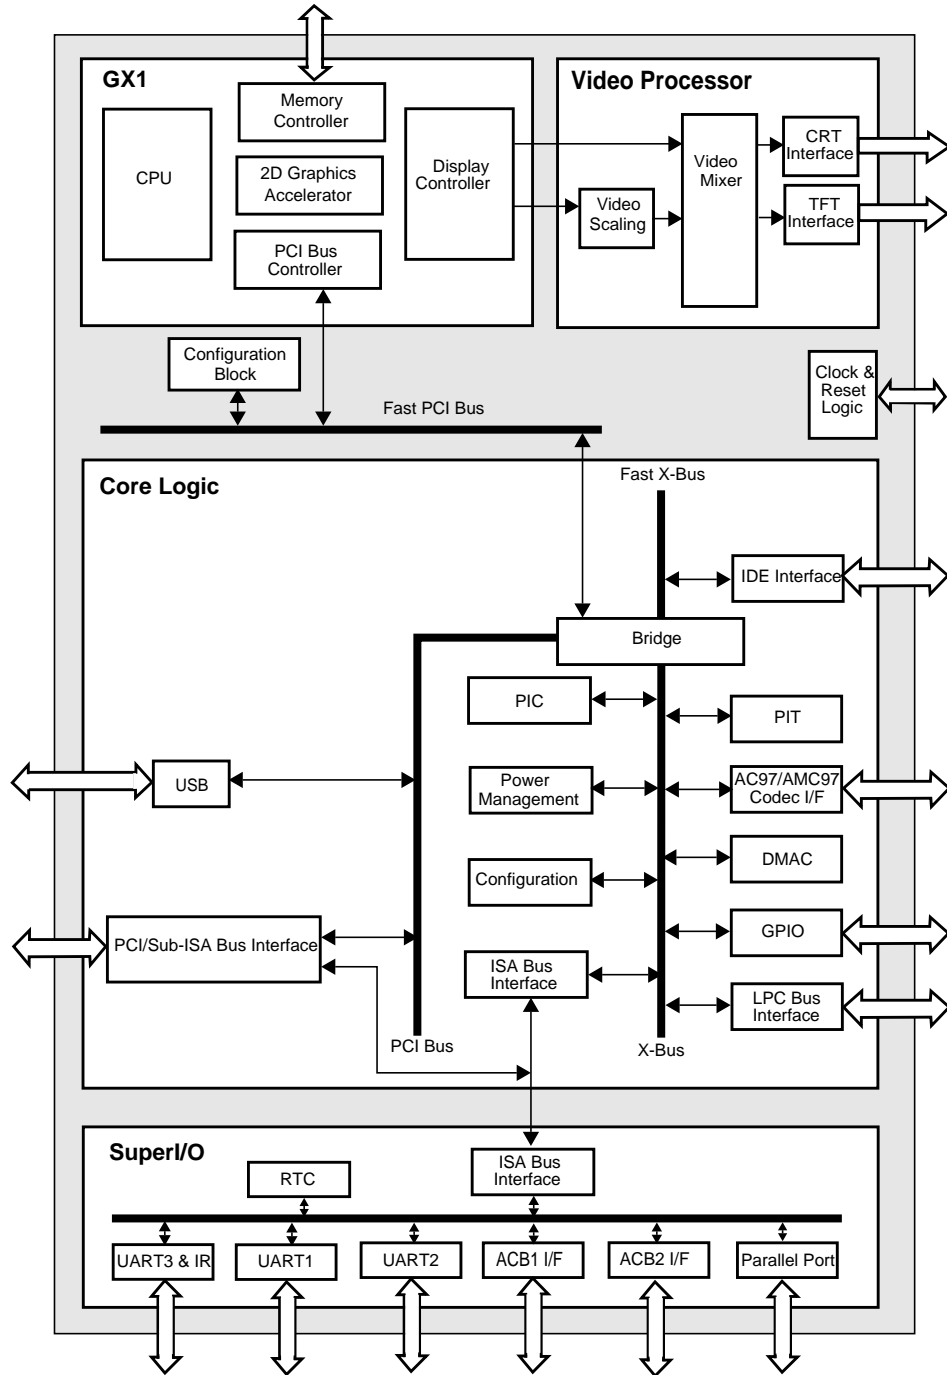 GX1
Memory
Controller
CPU
2D Graphics
Accelerator
Display
Controller
PCI Bus
Controller
Video Processor
CRT
Interface
Video
Mixer
Video
Scaling
TFT
Interface
Configuration
Block
Clock &
Reset
Logic
Fast PCI Bus
Core Logic
Fast X-Bus
IDE Interface
Bridge
PIC
PIT
USB
Power
Management
AC97/AMC97
Codec I/F
DMAC
Configuration
GPIO
PCI/Sub-ISA Bus Interface
ISA Bus
Interface
LPC Bus
Interface
PCI Bus
X-Bus
SuperI/O
ISA Bus
Interface
RTC
UART3 & IR
UART1
UART2
ACB1 I/F
ACB2 I/F
Parallel Port